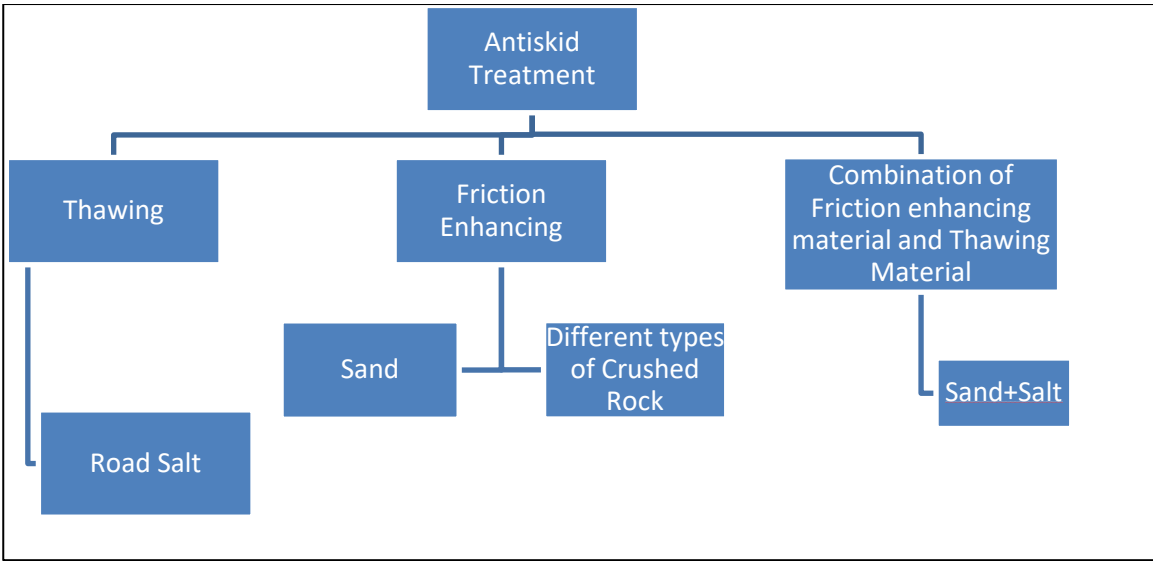 Antiskid
Treatment
Thawing
Friction
Enhancing
Combination of
Friction enhancing
material and Thawing
Material
Sand
Different types
of Crushed
Rock
Sand+Salt
Road Salt